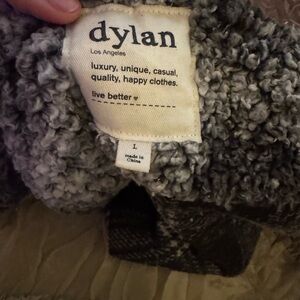 dylan
Los Angeles
luxury, unique, casual,
quality, happy clothes.
live better ♥
L
made in
China